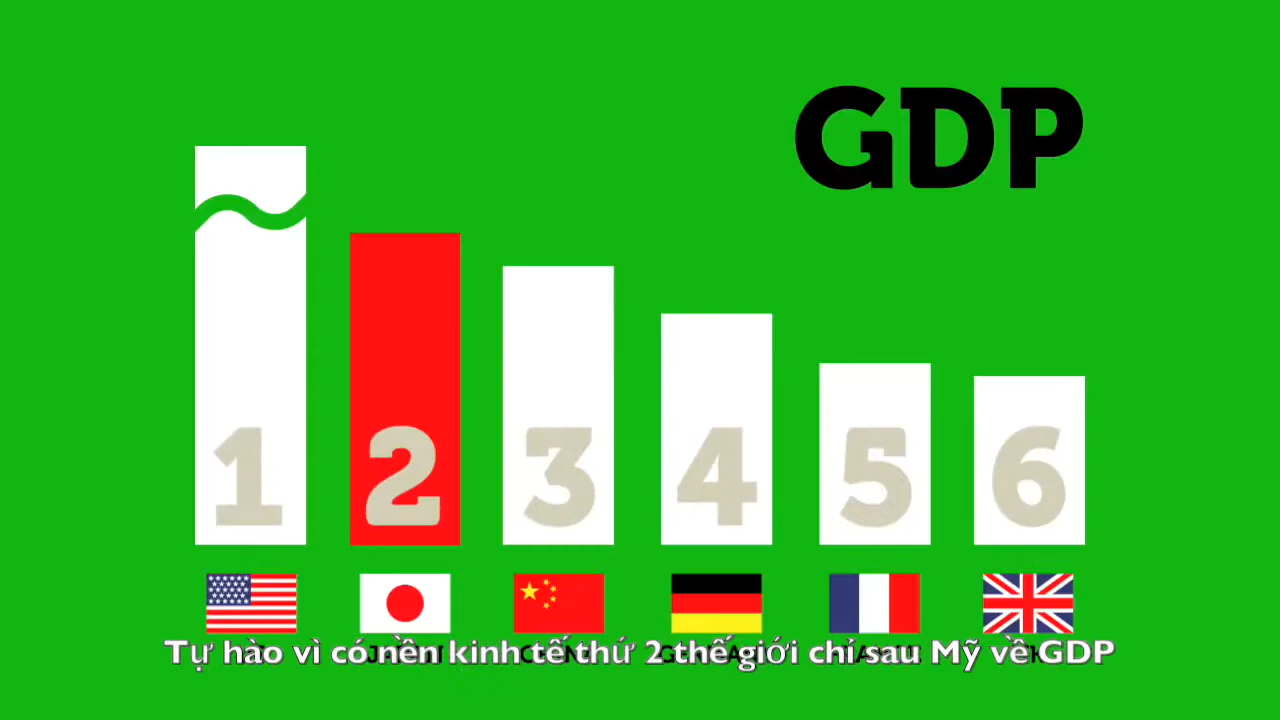 GDP
1 2 3 4 5 6
Tự hào vì có nền kinh tế thứ 2 thế giới chỉ sau Mỹ về GDP